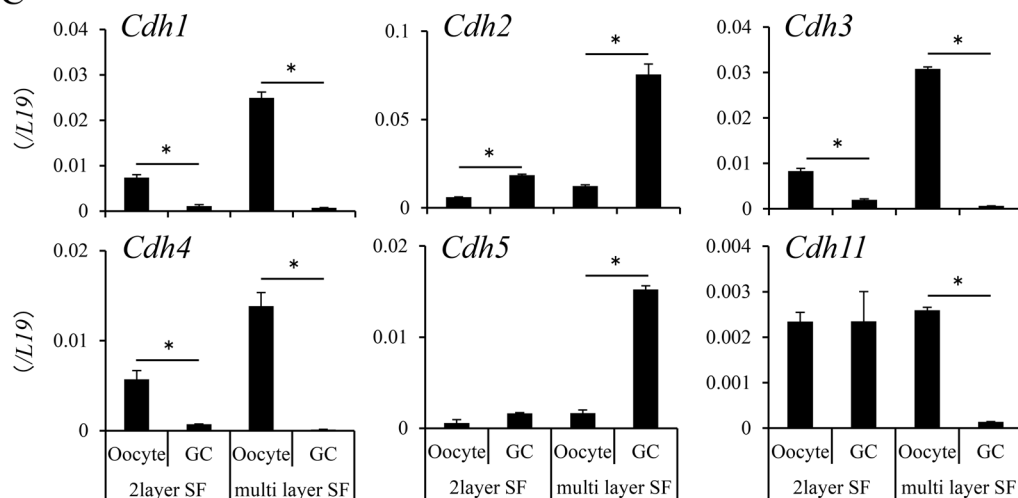 C
Cdh1
Cdh2
Cdh3
(/L19)
0.04
0.03
0.02
0.01
0
*
*
0.1
0.05
0
*
*
0.04
0.03
0.02
0.01
0
*
*
Cdh4
Cdh5
Cdh11
(/L19)
0.02
0.01
0
*
*
0.02
0.01
0
*
0.004
0.003
0.002
0.001
0
*
Oocyte GC Oocyte GC
2layer SF multi layer SF
Oocyte GC Oocyte GC
2layer SF multi layer SF
Oocyte GC Oocyte GC
2layer SF multi layer SF